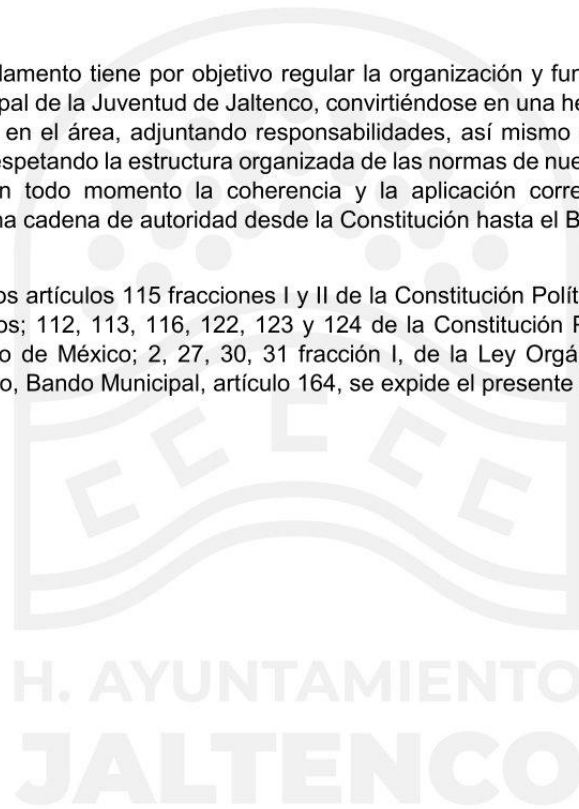 lamento tiene por objetivo regular la organización y fun
pal de la Juventud de Jaltenco, convirtiéndose en una he
en el área, adjuntando responsabilidades, así mismo
espetando la estructura organizada de las normas de nue
n todo momento la coherencia y la aplicación corre
na cadena de autoridad desde la Constitución hasta el B
os artículos 115 fracciones I y II de la Constitución Polít
os; 112, 113, 116, 122, 123 y 124 de la Constitución P
o de México; 2, 27, 30, 31 fracción I, de la Ley Orgá
o, Bando Municipal, artículo 164, se expide el presente
H. AYUNTAMIENTO
JALTENCO